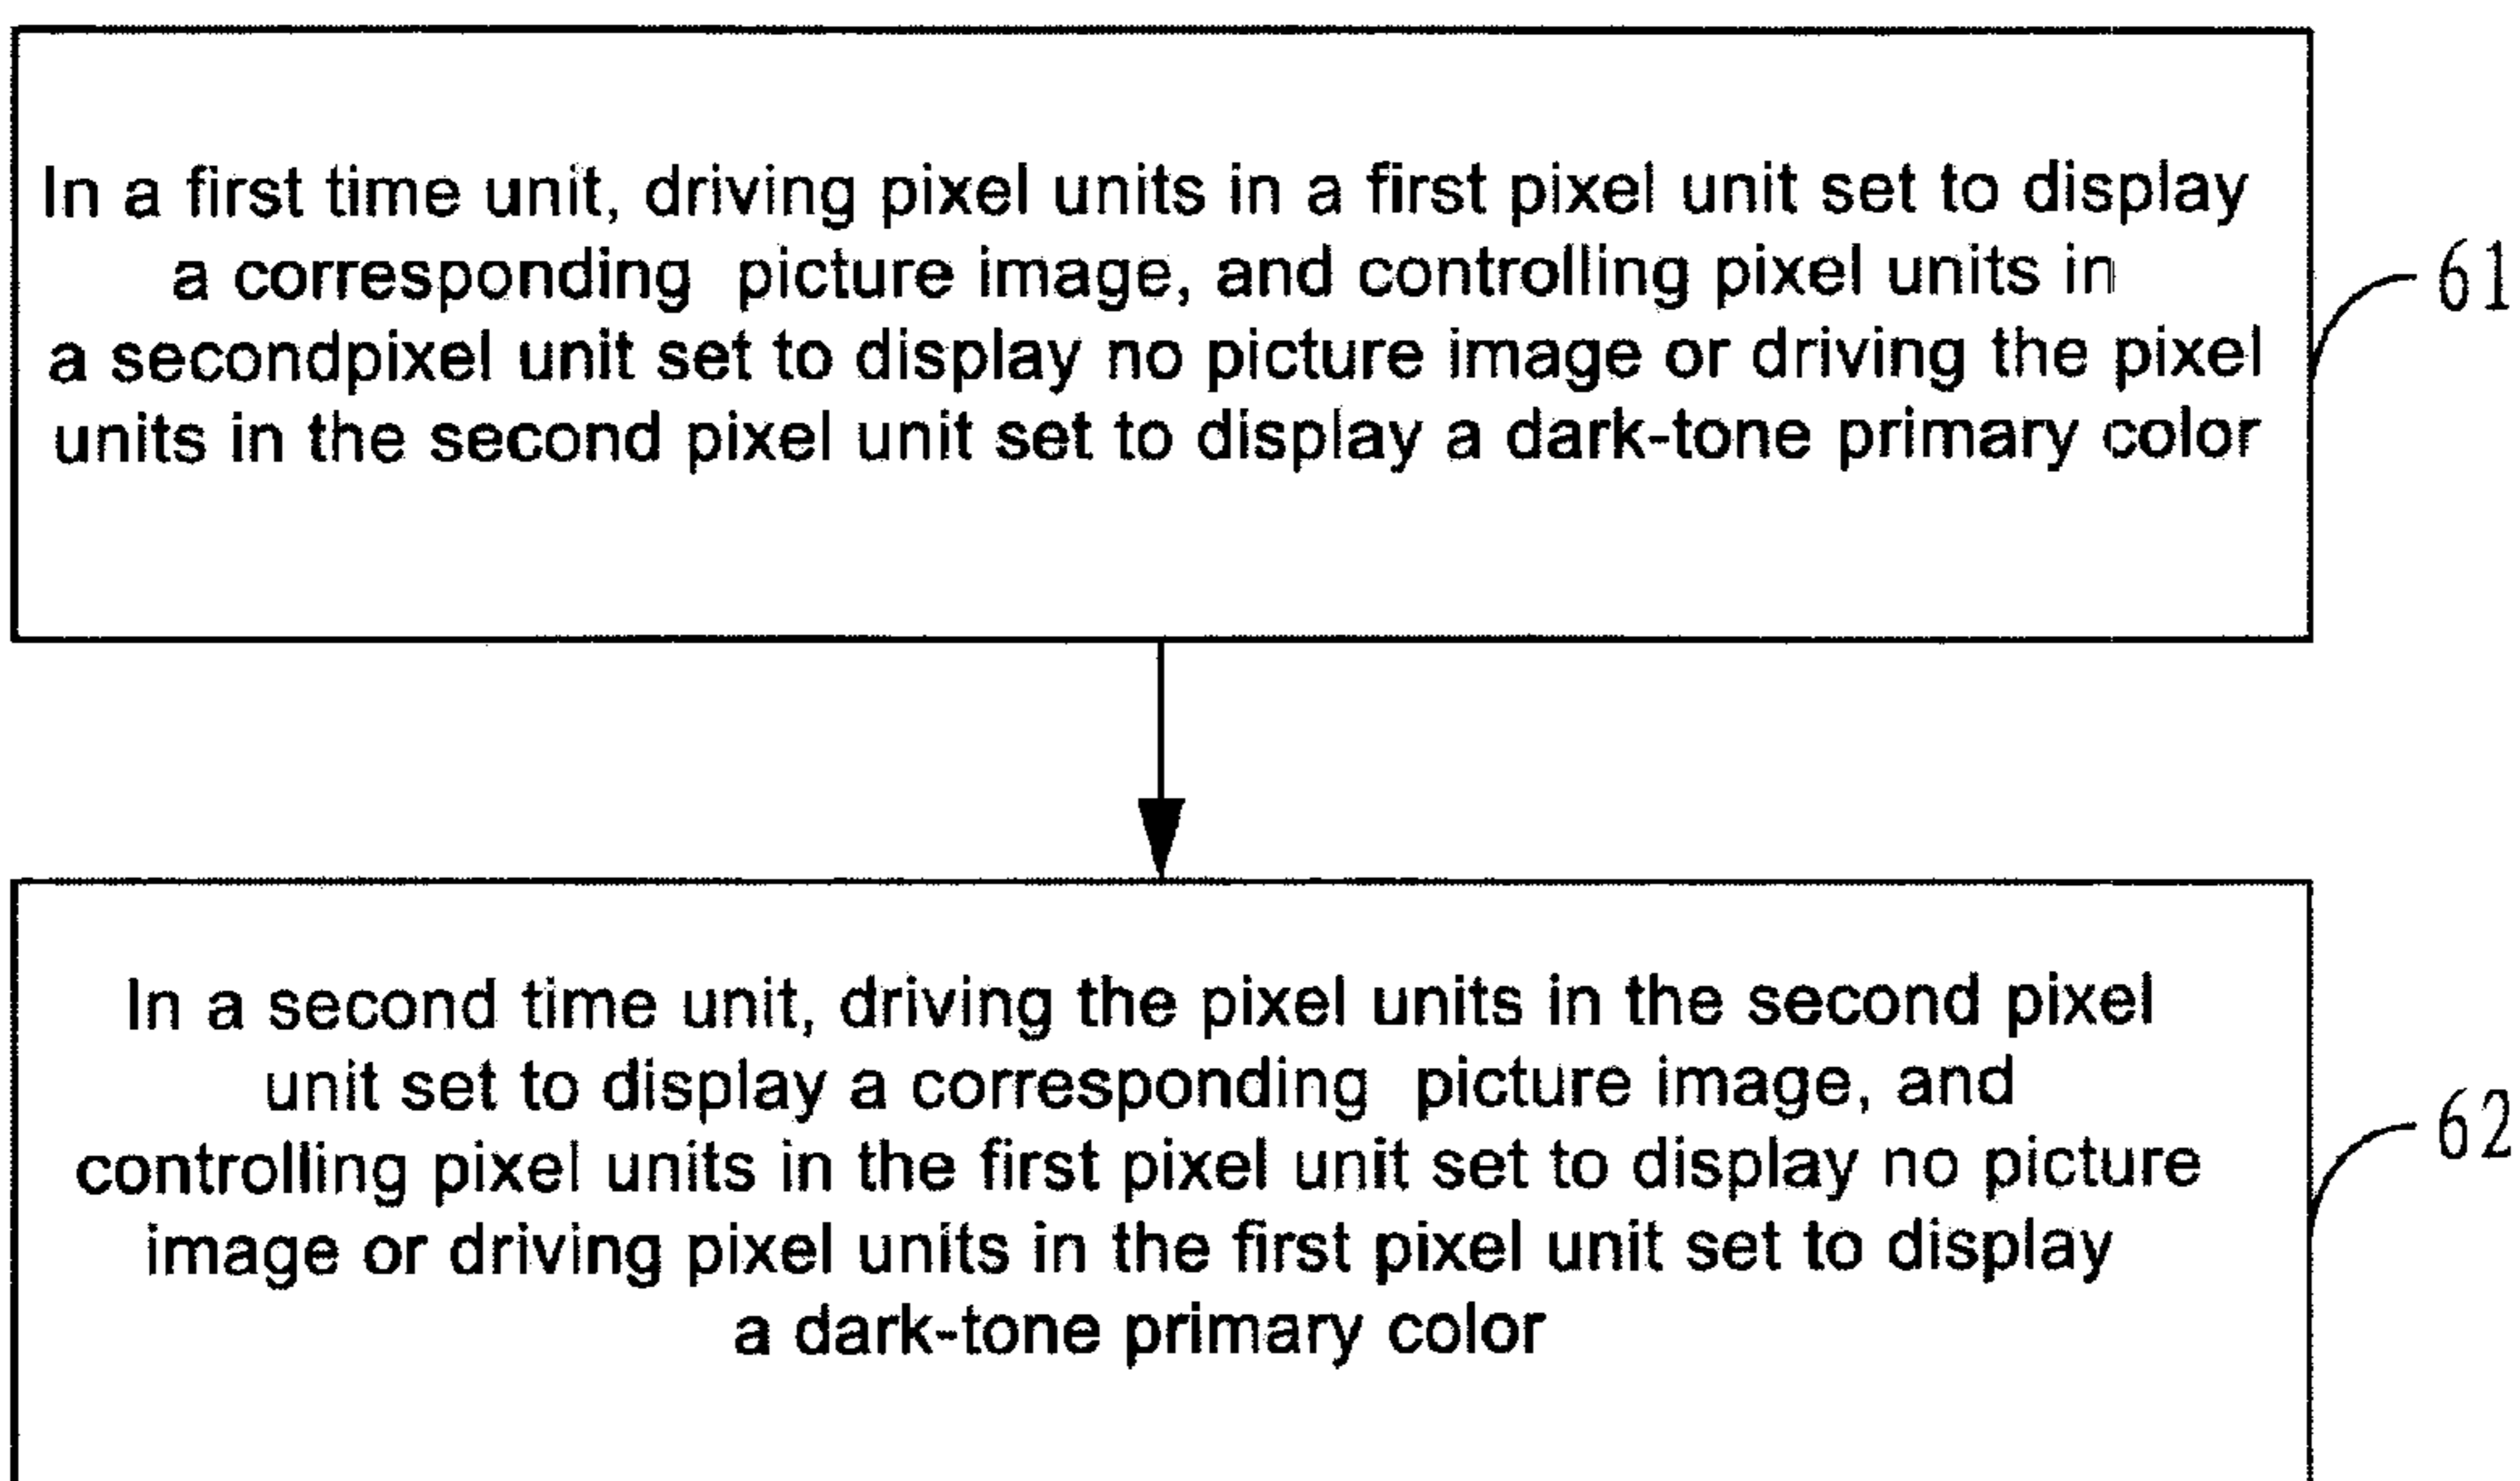 In a first time unit, driving pixel units in a first pixel unit set to display
a corresponding picture image, and controlling pixel units in
a secondpixel unit set to display no picture image or driving the pixel
units in the second pixel unit set to display a dark-tone primary color
61
In a second time unit, driving the pixel units in the second pixel
unit set to display a corresponding picture image, and
controlling pixel units in the first pixel unit set to display no picture
image or driving pixel units in the first pixel unit set to display
a dark-tone primary color
62